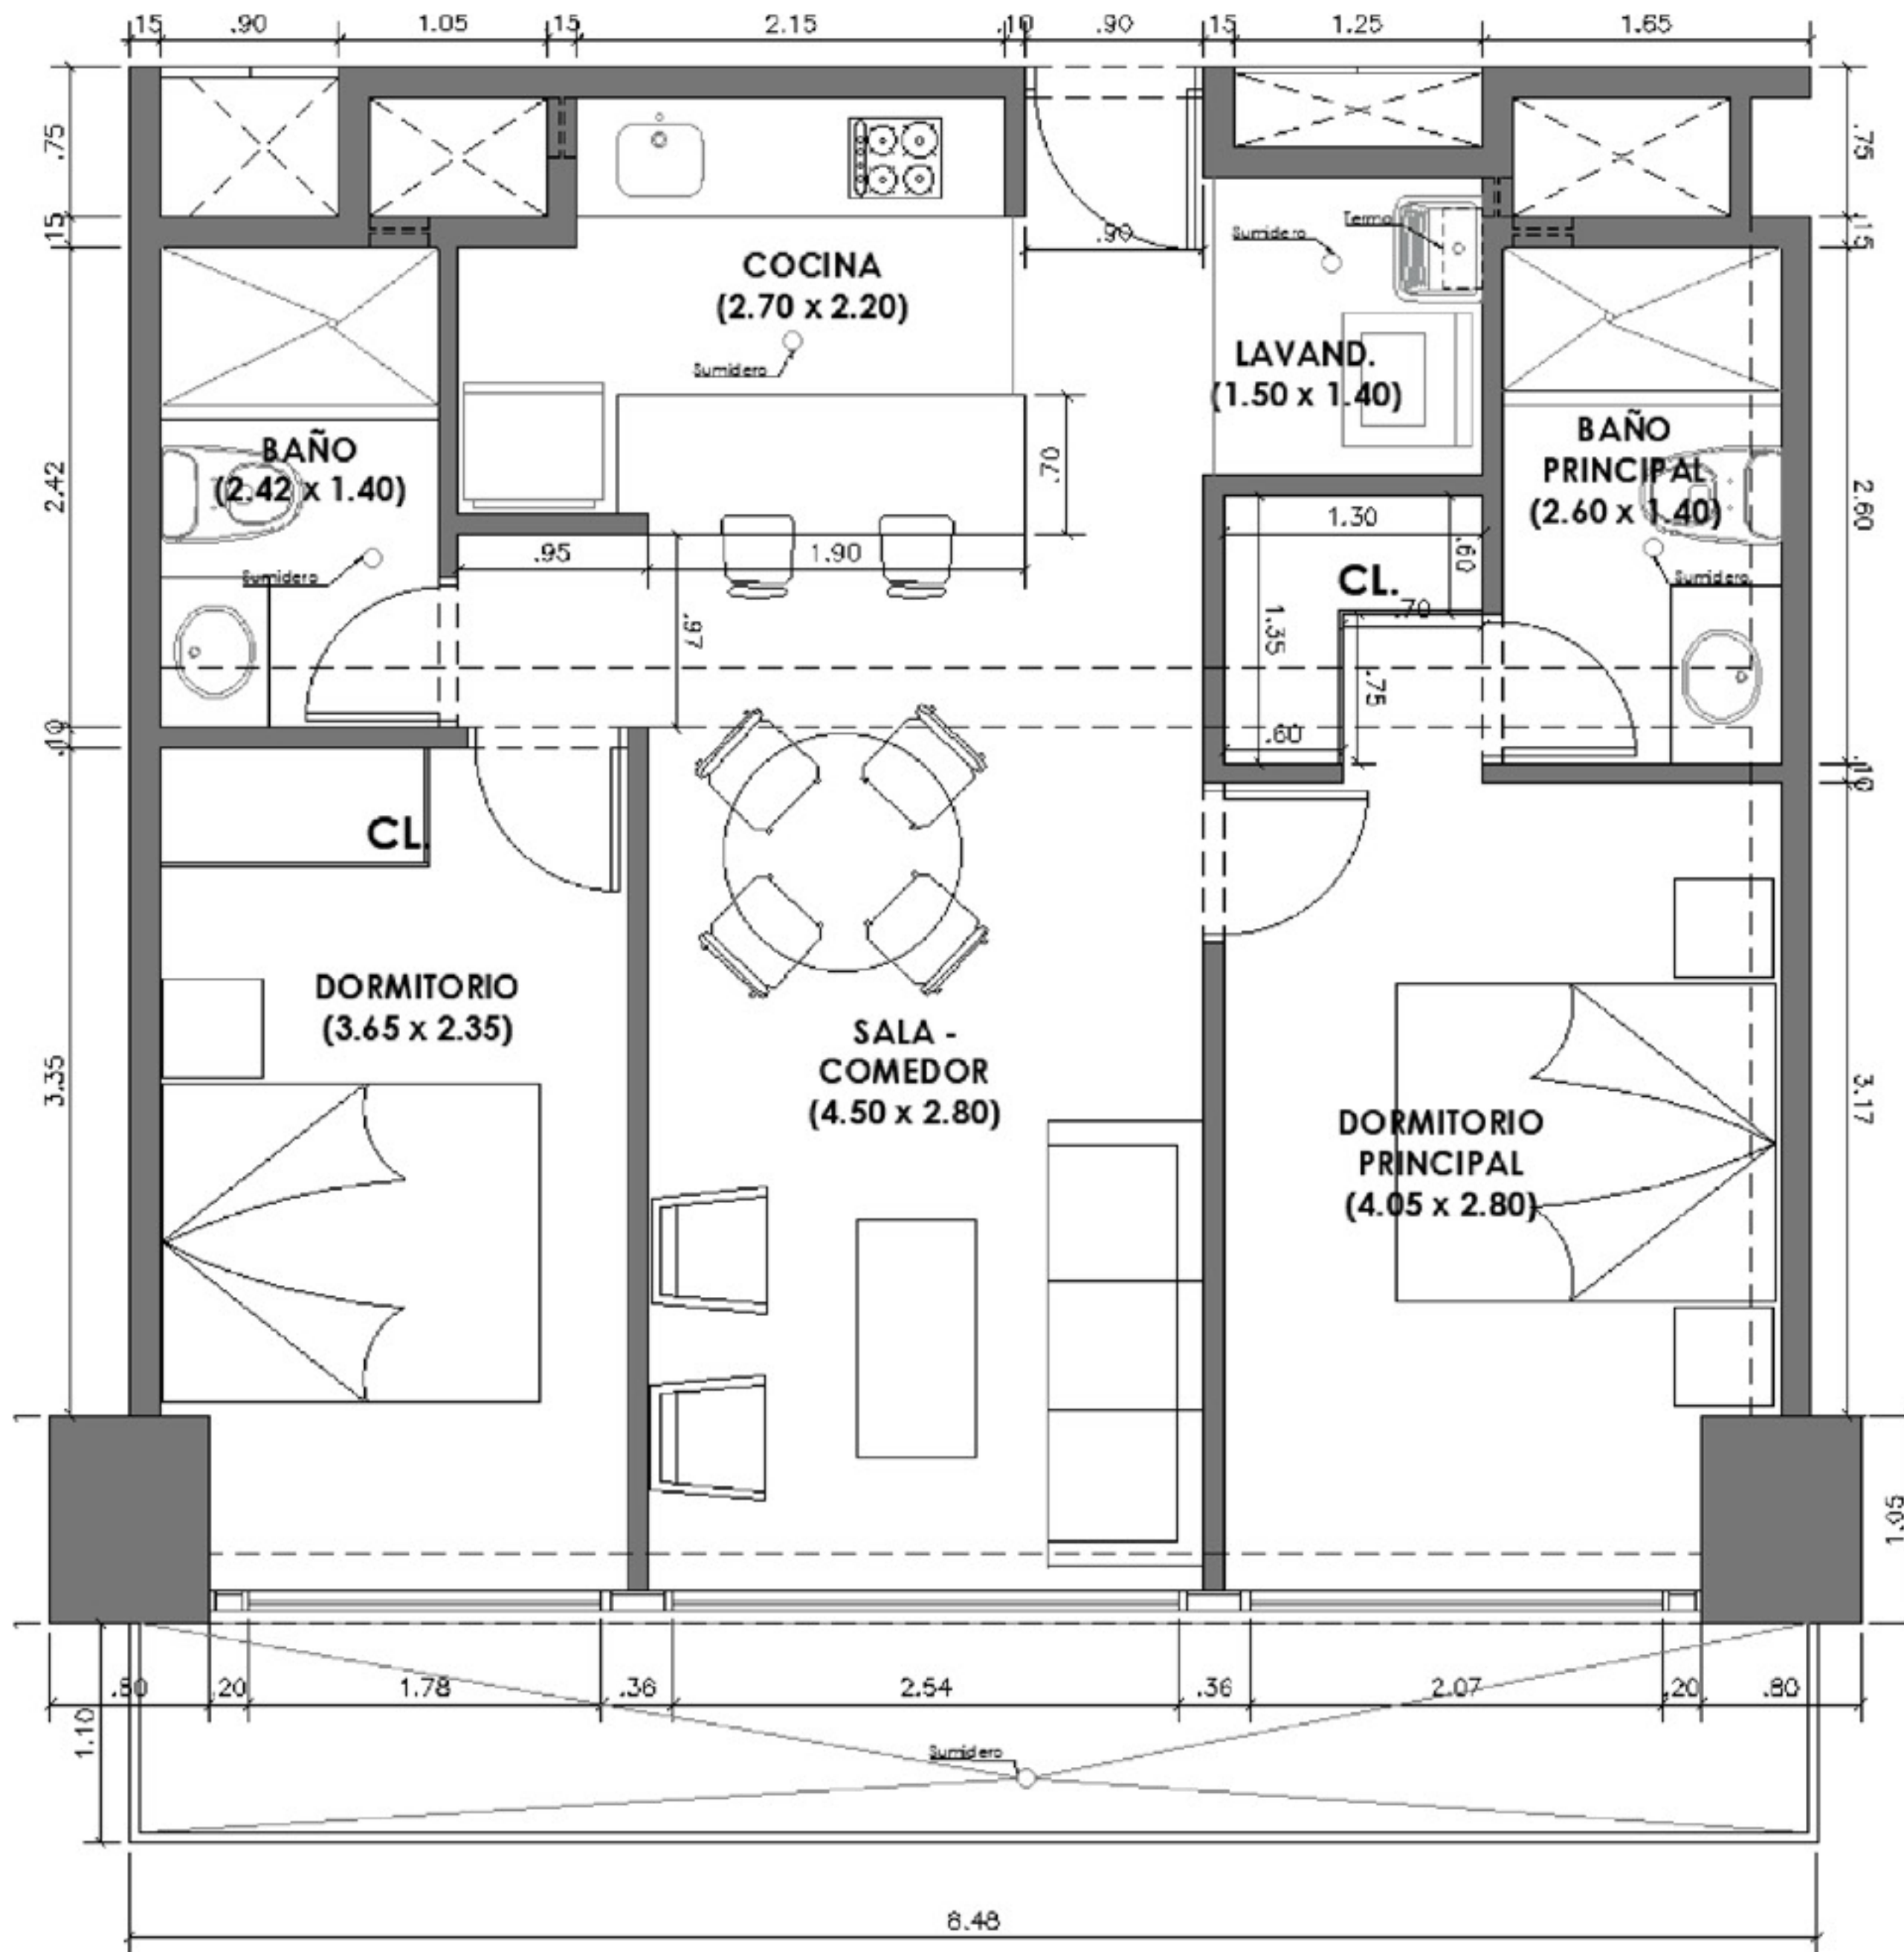 .15 .90 1.05 .15 2.15 .10 .90 .15 1.25 1.65
.75
.15
2.42
.10
3.35
.75
.15
2.60
.10
3.17
1.05
COCINA
(2.70 x 2.20)
Sumidero
.90
Sumidero
Termo
LAVAND.
(1.50 x 1.40)
BAÑO
(2.42 x 1.40)
Sumidero
BAÑO
PRINCIPAL
(2.60 x 1.40)
Sumidero
.70
.95
1.90
.97
1.30
.60
CL.
.70
1.35
.75
.60
CL.
DORMITORIO
(3.65 x 2.35)
SALA -
COMEDOR
(4.50 x 2.80)
DORMITORIO
PRINCIPAL
(4.05 x 2.80)
.80 .20 1.78 .36 2.54 .36 2.07 .20 .80
1.10
Sumidero
8.48